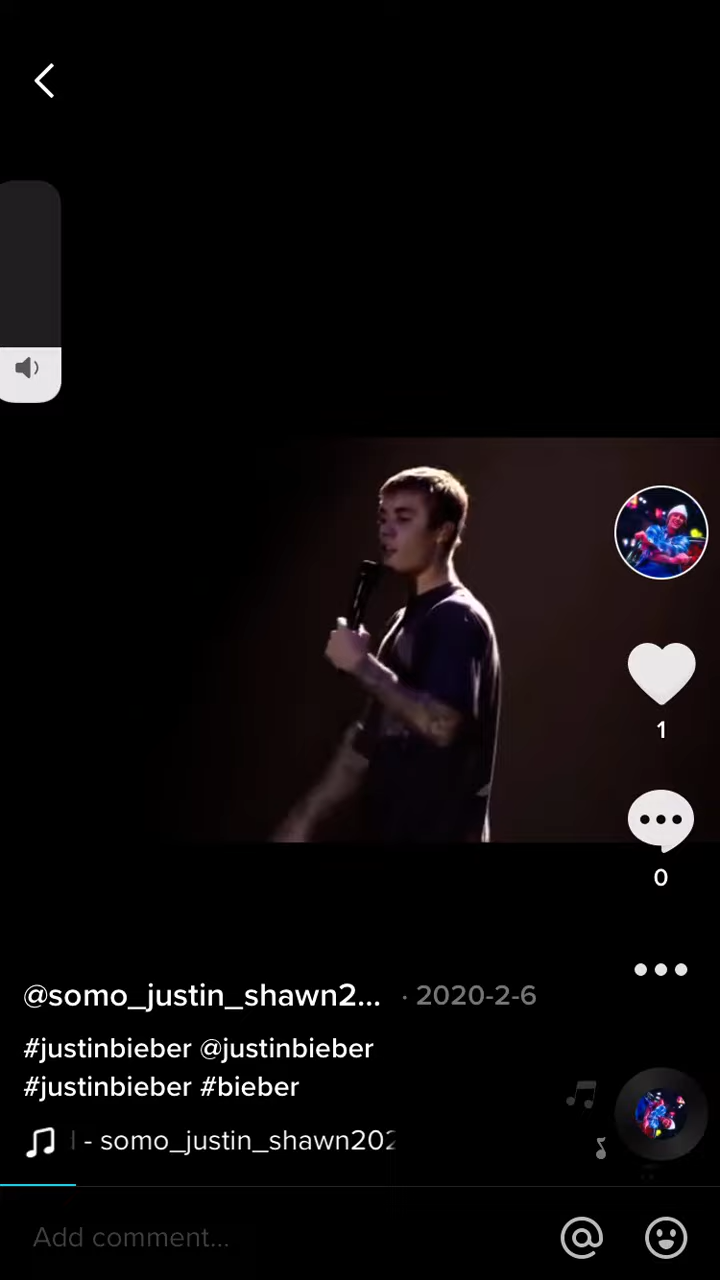 1
0
@somo_justin_shawn2... · 2020-2-6
#justinbieber @justinbieber
#justinbieber #bieber
- somo_justin_shawn202
Add comment...